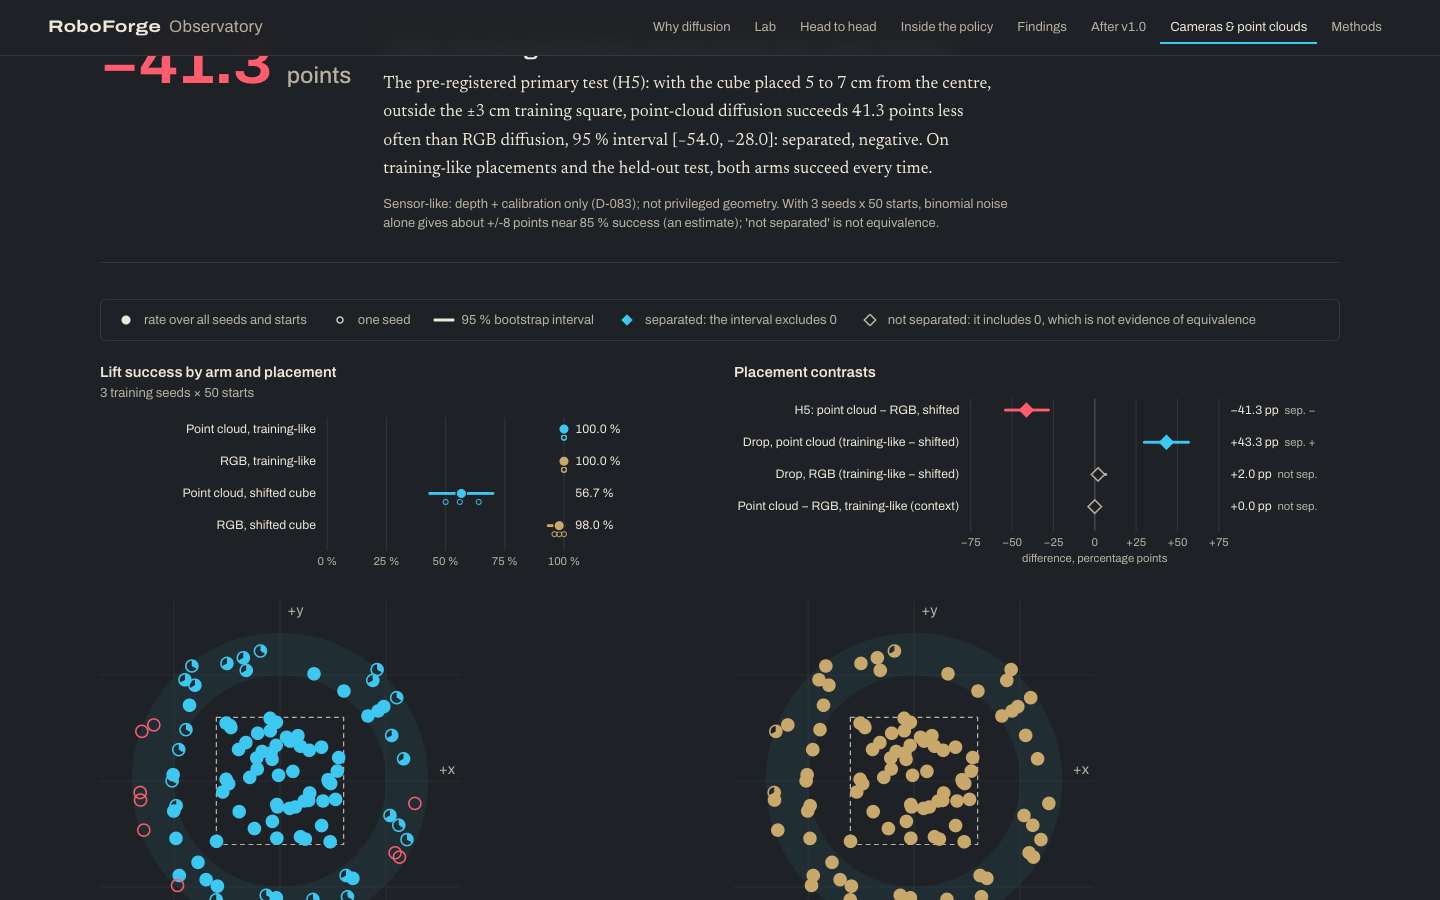 RoboForge Observatory
Why diffusion Lab Head to head Inside the policy Findings After v1.0 Cameras & point clouds Methods
−41.3 points
The pre-registered primary test (H5): with the cube placed 5 to 7 cm from the centre,
outside the ±3 cm training square, point-cloud diffusion succeeds 41.3 points less
often than RGB diffusion, 95 % interval [−54.0, −28.0]: separated, negative. On
training-like placements and the held-out test, both arms succeed every time.
Sensor-like: depth + calibration only (D-083); not privileged geometry. With 3 seeds x 50 starts, binomial noise
alone gives about +/-8 points near 85 % success (an estimate); 'not separated' is not equivalence.
rate over all seeds and starts one seed 95 % bootstrap interval separated: the interval excludes 0 not separated: it includes 0, which is not evidence of equivalence
Lift success by arm and placement
3 training seeds × 50 starts
Point cloud, training-like 100.0 %
RGB, training-like 100.0 %
Point cloud, shifted cube 56.7 %
RGB, shifted cube 98.0 %
0 % 25 % 50 % 75 % 100 %
Placement contrasts
H5: point cloud − RGB, shifted −41.3 pp sep. −
Drop, point cloud (training-like − shifted) +43.3 pp sep. +
Drop, RGB (training-like − shifted) +2.0 pp not sep.
Point cloud − RGB, training-like (context) +0.0 pp not sep.
−75 −50 −25 0 +25 +50 +75
difference, percentage points
+y
+x
+y
+x